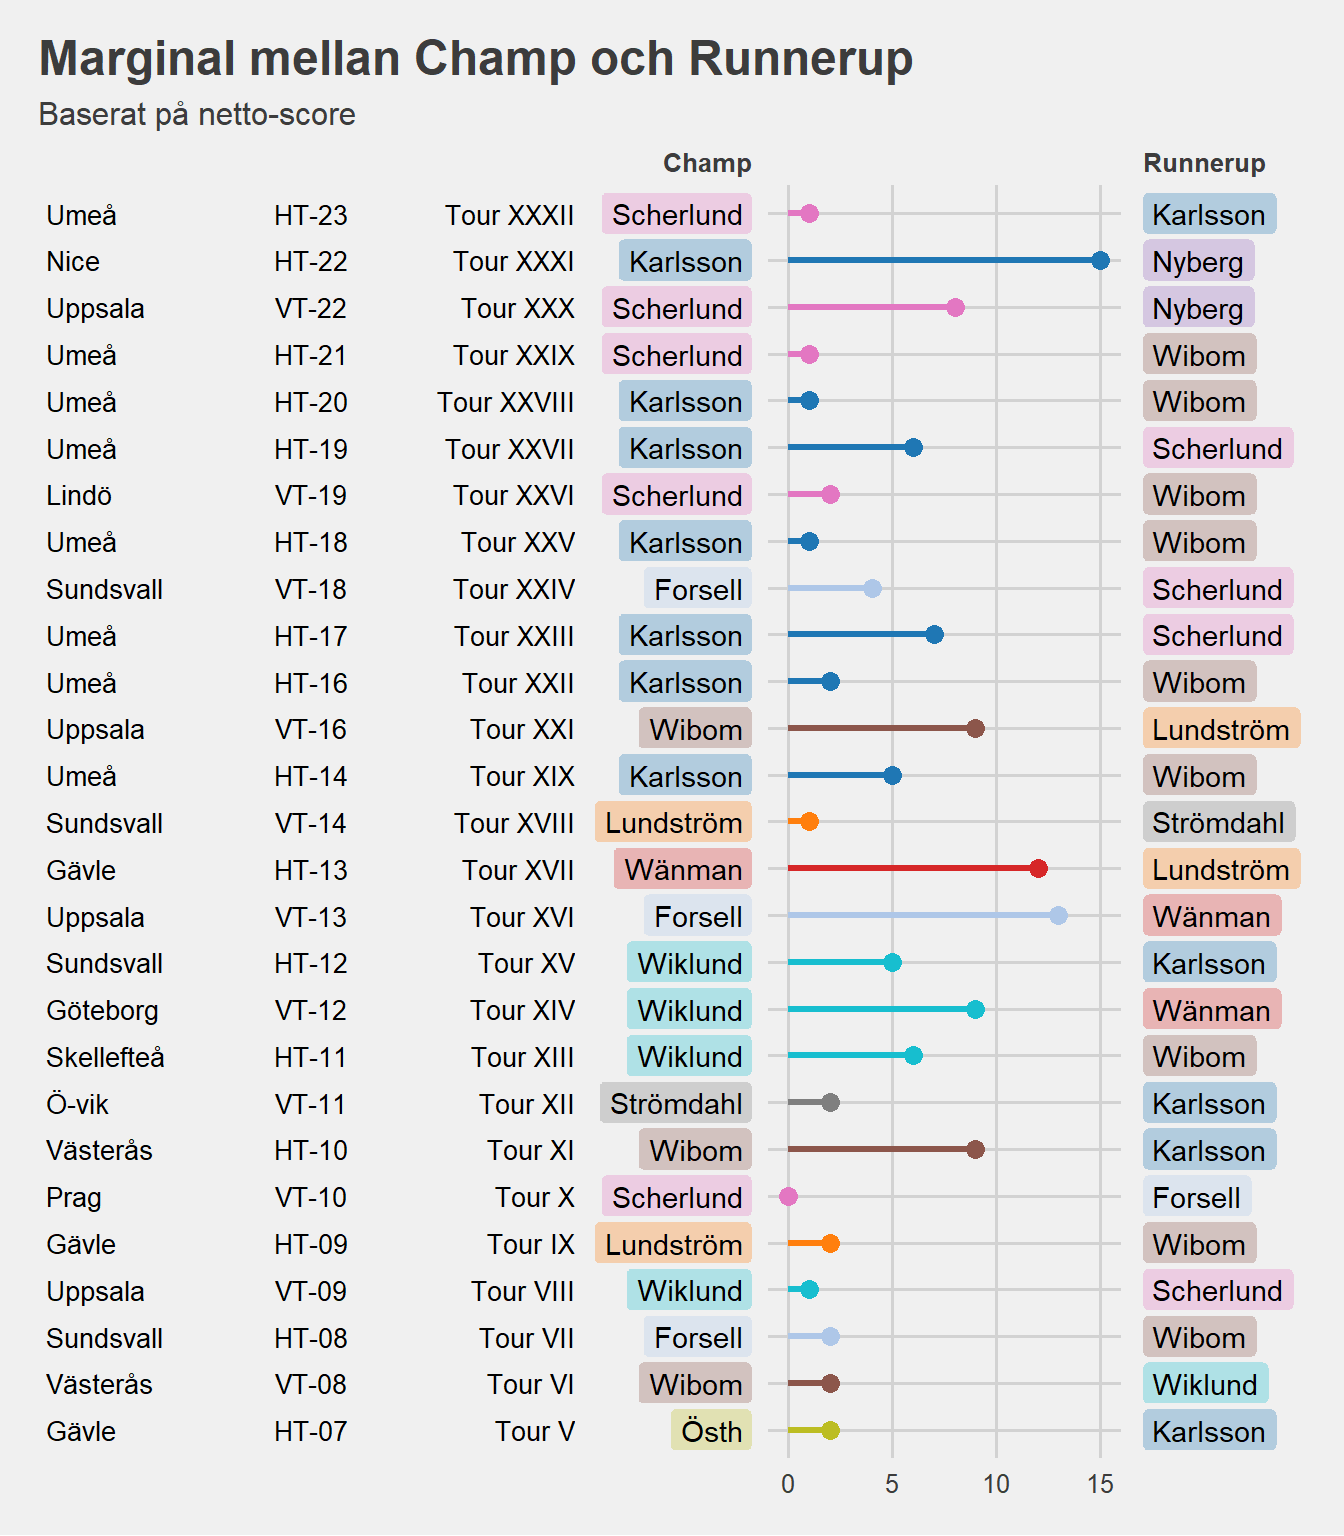 Marginal mellan Champ och Runnerup
Baserat på netto-score
Champ Runnerup
Umeå HT-23 Tour XXXII Scherlund Karlsson
Nice HT-22 Tour XXXI Karlsson Nyberg
Uppsala VT-22 Tour XXX Scherlund Nyberg
Umeå HT-21 Tour XXIX Scherlund Wibom
Umeå HT-20 Tour XXVIII Karlsson Wibom
Umeå HT-19 Tour XXVII Karlsson Scherlund
Lindö VT-19 Tour XXVI Scherlund Wibom
Umeå HT-18 Tour XXV Karlsson Wibom
Sundsvall VT-18 Tour XXIV Forsell Scherlund
Umeå HT-17 Tour XXIII Karlsson Scherlund
Umeå HT-16 Tour XXII Karlsson Wibom
Uppsala VT-16 Tour XXI Wibom Lundström
Umeå HT-14 Tour XIX Karlsson Wibom
Sundsvall VT-14 Tour XVIII Lundström Strömdahl
Gävle HT-13 Tour XVII Wänman Lundström
Uppsala VT-13 Tour XVI Forsell Wänman
Sundsvall HT-12 Tour XV Wiklund Karlsson
Göteborg VT-12 Tour XIV Wiklund Wänman
Skellefteå HT-11 Tour XIII Wiklund Wibom
Ö-vik VT-11 Tour XII Strömdahl Karlsson
Västerås HT-10 Tour XI Wibom Karlsson
Prag VT-10 Tour X Scherlund Forsell
Gävle HT-09 Tour IX Lundström Wibom
Uppsala VT-09 Tour VIII Wiklund Scherlund
Sundsvall HT-08 Tour VII Forsell Wibom
Västerås VT-08 Tour VI Wibom Wiklund
Gävle HT-07 Tour V Östh Karlsson
0 5 10 15